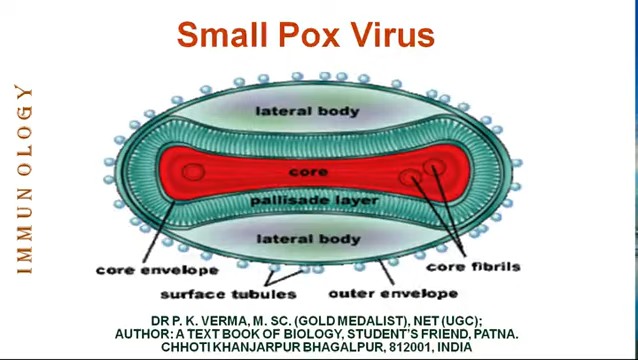 Small Pox Virus
IMMUNOLOGY
lateral body
core
pallisade layer
lateral body
core envelope
core fibrils
surface tubules
outer envelope
DR P. K. VERMA, M. SC. (GOLD MEDALIST), NET (UGC);
AUTHOR: A TEXT BOOK OF BIOLOGY, STUDENT'S FRIEND, PATNA.
CHHOTI KHANJARPUR BHAGALPUR, 812001, INDIA